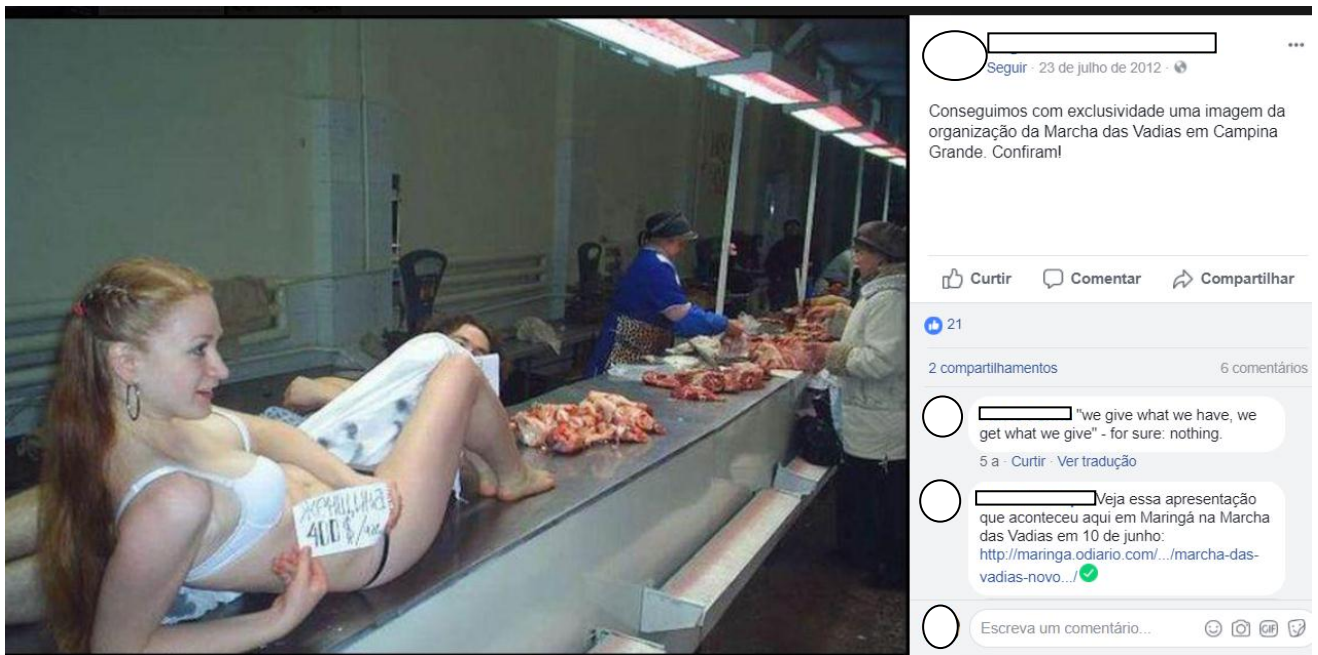 400$/
Seguir · 23 de julho de 2012 ·
Conseguimos com exclusividade uma imagem da
organização da Marcha das Vadias em Campina
Grande. Confiram!
Curtir Comentar Compartilhar
21
2 compartilhamentos 6 comentários
"we give what we have, we
get what we give" - for sure: nothing.
5 a · Curtir · Ver tradução
Veja essa apresentação
que aconteceu aqui em Maringá na Marcha
das Vadias em 10 de junho:
http://maringa.odiario.com/.../marcha-das-
vadias-novo.../
Escreva um comentário...
GIF